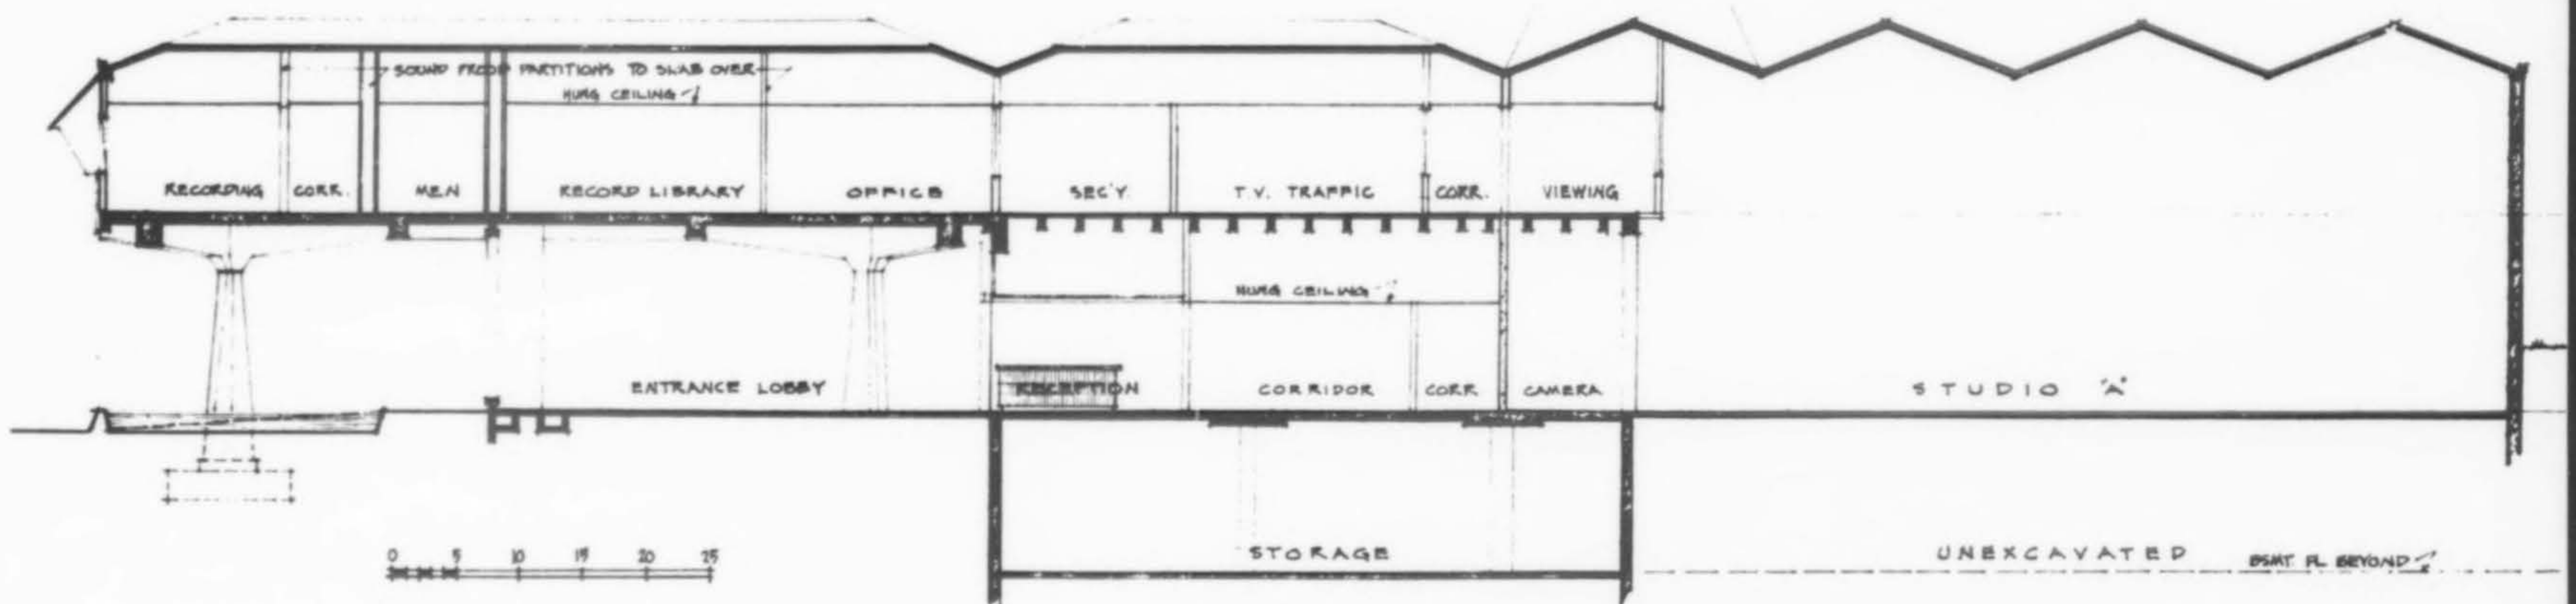 SOUND PROOF PARTITIONS TO SLAB OVER
HUNG CEILING
RECORDING CORR. MEN RECORD LIBRARY OFFICE SEC'Y. T.V. TRAFFIC CORR. VIEWING
HUNG CEILING
ENTRANCE LOBBY RECEPTION CORRIDOR CORR CAMERA STUDIO "A"
0 5 10 15 20 25
STORAGE UNEXCAVATED BSMT. FL BEYOND